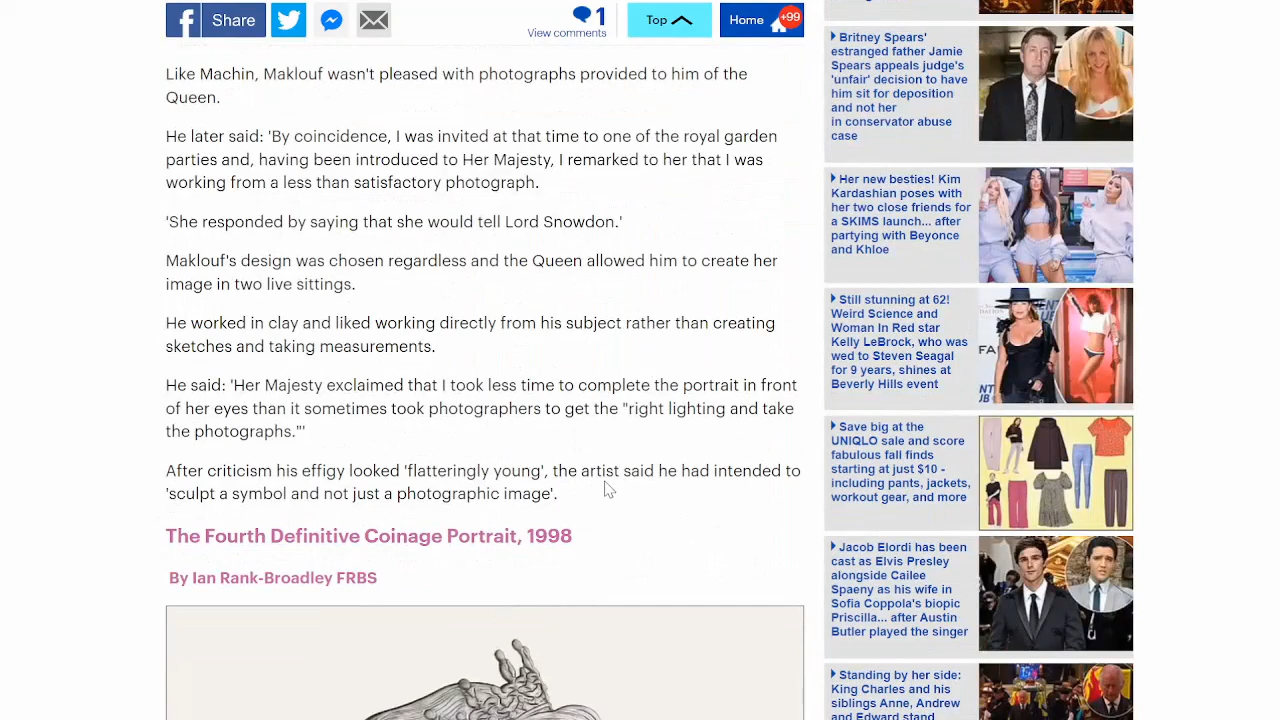 Share
1
View comments
Top
Home
+99
Like Machin, Maklouf wasn't pleased with photographs provided to him of the
Queen.
He later said: 'By coincidence, I was invited at that time to one of the royal garden
parties and, having been introduced to Her Majesty, I remarked to her that I was
working from a less than satisfactory photograph.
'She responded by saying that she would tell Lord Snowdon.'
Maklouf's design was chosen regardless and the Queen allowed him to create her
image in two live sittings.
He worked in clay and liked working directly from his subject rather than creating
sketches and taking measurements.
He said: 'Her Majesty exclaimed that I took less time to complete the portrait in front
of her eyes than it sometimes took photographers to get the "right lighting and take
the photographs."'
After criticism his effigy looked 'flatteringly young', the artist said he had intended to
'sculpt a symbol and not just a photographic image'.
The Fourth Definitive Coinage Portrait, 1998
By Ian Rank-Broadley FRBS
Britney Spears'
estranged father Jamie
Spears appeals judge's
'unfair' decision to have
him sit for deposition
and not her
in conservator abuse
case
Her new besties! Kim
Kardashian poses with
her two close friends for
a SKIMS launch... after
partying with Beyonce
and Khloe
Still stunning at 62!
Weird Science and
Woman In Red star
Kelly LeBrock, who was
wed to Steven Seagal
for 9 years, shines at
Beverly Hills event
Save big at the
UNIQLO sale and score
fabulous fall finds
starting at just $10 -
including pants, jackets,
workout gear, and more
Jacob Elordi has been
cast as Elvis Presley
alongside Cailee
Spaeny as his wife in
Sofia Coppola's biopic
Priscilla... after Austin
Butler played the singer
Standing by her side:
King Charles and his
siblings Anne, Andrew
and Edward stand